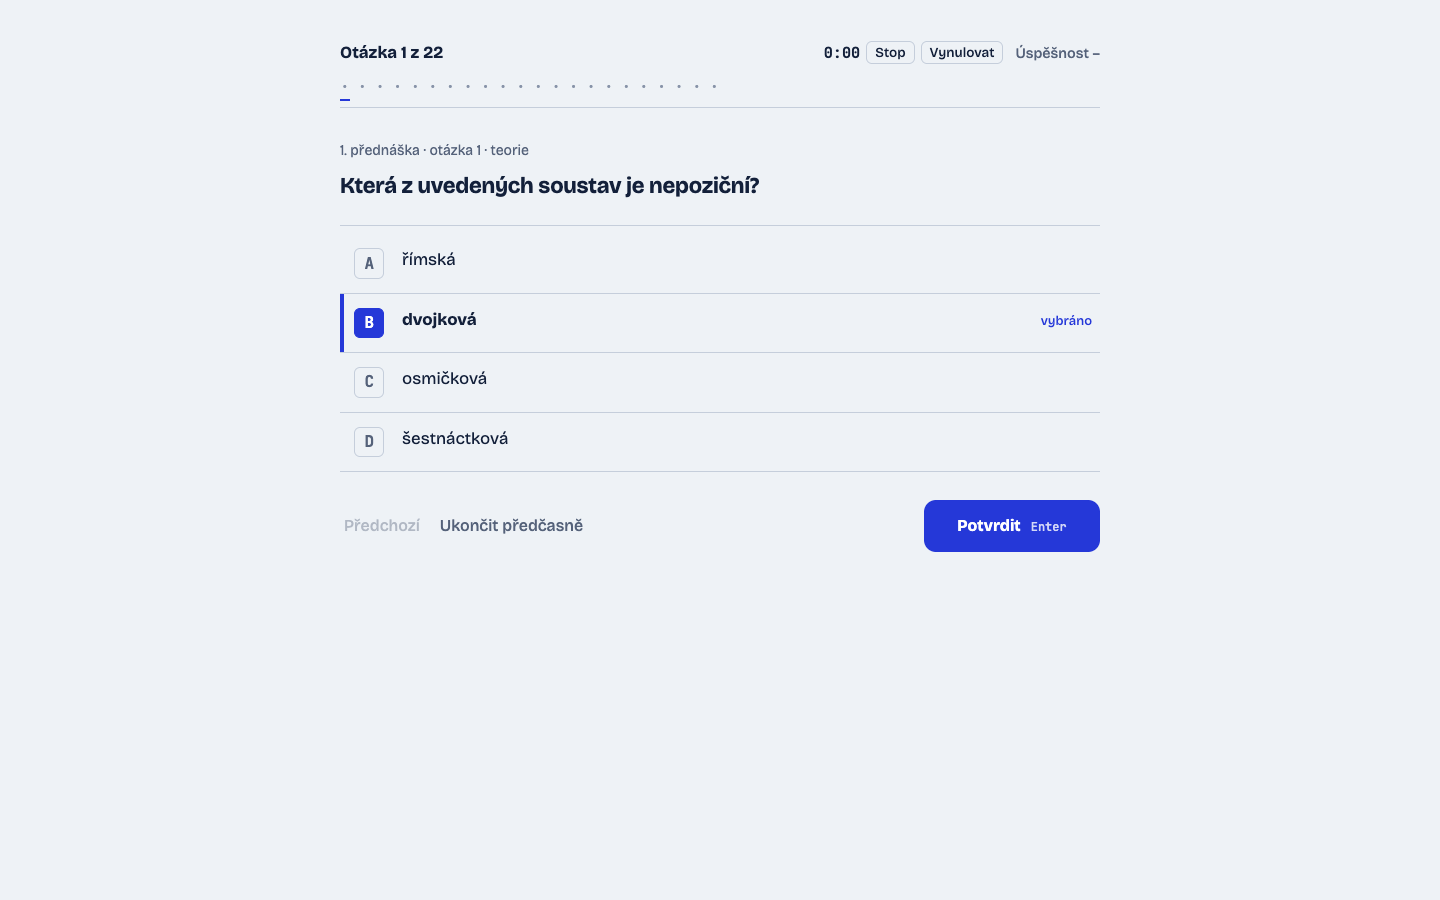 Otázka 1 z 22
0:00 Stop Vynulovat Úspěšnost –
1. přednáška · otázka 1 · teorie
Která z uvedených soustav je nepoziční?
A římská
B dvojková vybráno
C osmičková
D šestnáctková
Předchozí Ukončit předčasně Potvrdit Enter